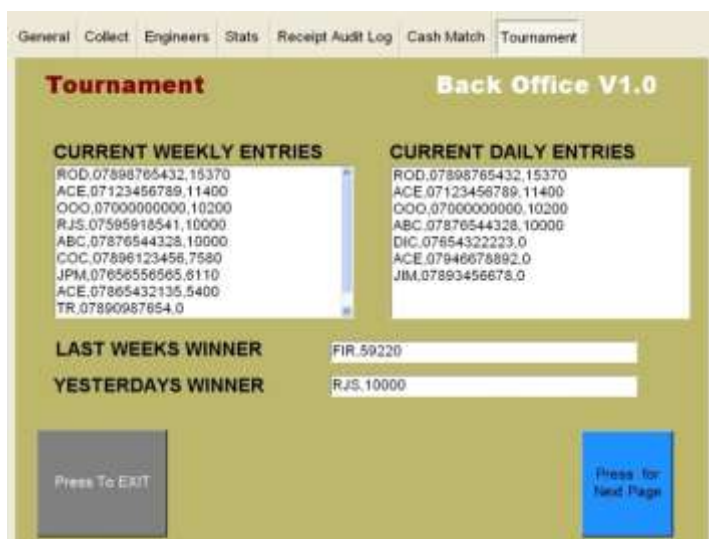 General Collect Engineers Stats Receipt Audit Log Cash Match Tournament
Tournament
Back Office V1.0
CURRENT WEEKLY ENTRIES
ROD,07898765432,15370
ACE,07123456789,11400
OOO,07000000000,10200
RJS,07595918541,10000
ABC,07876544328,10000
COC,07896123456,7580
JPM,07656556565,6110
ACE,07865432135,5400
TR,07890987654,0
CURRENT DAILY ENTRIES
ROD,07898765432,15370
ACE,07123456789,11400
OOO,07000000000,10200
ABC,07876544328,10000
DIC,07654322223,0
ACE,07946678892,0
JIM,07893456678,0
LAST WEEKS WINNER
FIR,59220
YESTERDAYS WINNER
RJS,10000
Press To EXIT
Press for
Next Page